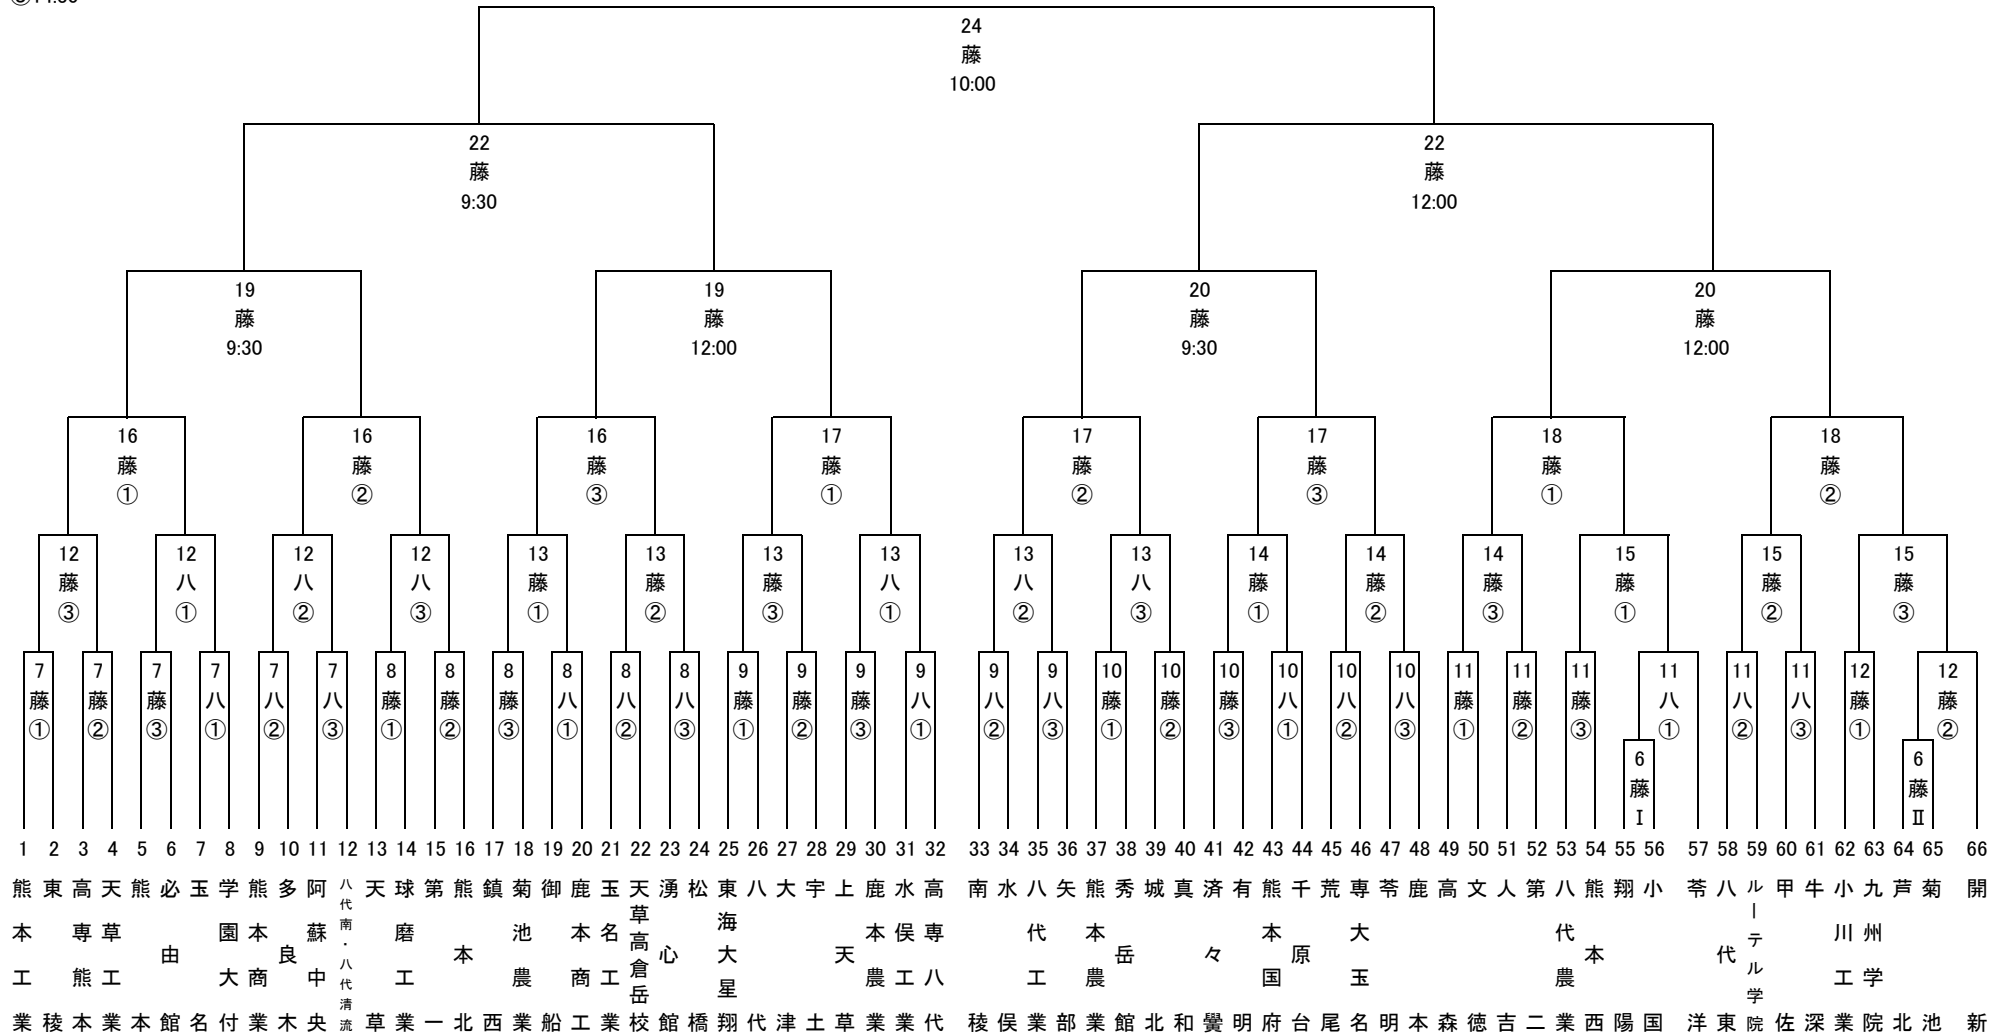 ③14:30
24
藤
10:00
22
藤
9:30
22
藤
12:00
19
藤
9:30
19
藤
12:00
20
藤
9:30
20
藤
12:00
16
藤
①
16
藤
②
16
藤
③
17
藤
①
17
藤
②
17
藤
③
18
藤
①
18
藤
②
12
藤
③
12
八
①
12
八
②
12
八
③
13
藤
①
13
藤
②
13
藤
③
13
八
①
13
八
②
13
八
③
14
藤
①
14
藤
②
14
藤
③
15
藤
①
15
藤
②
15
藤
③
7
藤
①
7
藤
②
7
藤
③
7
八
①
7
八
②
7
八
③
8
藤
①
8
藤
②
8
藤
③
8
八
①
8
八
②
8
八
③
9
藤
①
9
藤
②
9
藤
③
9
八
①
9
八
②
9
八
③
10
藤
①
10
藤
②
10
藤
③
10
八
①
10
八
②
10
八
③
11
藤
①
11
藤
②
11
藤
③
11
八
①
11
八
②
11
八
③
12
藤
①
12
藤
②
6
藤
Ⅰ
6
藤
Ⅱ
1 熊本工業
2 東稜
3 高専熊本
4 天草工業
5 熊本
6 必由館
7 玉名
8 学園大付
9 熊本商業
10 多良木
11 阿蘇中央
12 八代南・八代清流
13 天草
14 球磨工業
15 第一
16 熊本北
17 鎮西
18 菊池農業
19 御船
20 鹿本商工
21 玉名工業
22 天草高倉岳校
23 湧心館
24 松橋
25 東海大星翔
26 八代
27 大津
28 宇土
29 上天草
30 鹿本農業
31 水俣工業
32 高専八代
33 南稜
34 水俣
35 八代工業
36 矢部
37 熊本農業
38 秀岳館
39 城北
40 真和
41 済々黌
42 有明
43 熊本国府
44 千原台
45 荒尾
46 専大玉名
47 苓明
48 鹿本
49 高森
50 文徳
51 人吉
52 第二
53 八代農業
54 熊本西
55 翔陽
56 小国
57 苓洋
58 八代東
59 ルーテル学院
60 甲佐
61 牛深
62 小川工業
63 九州学院
64 芦北
65 菊池
66 開新